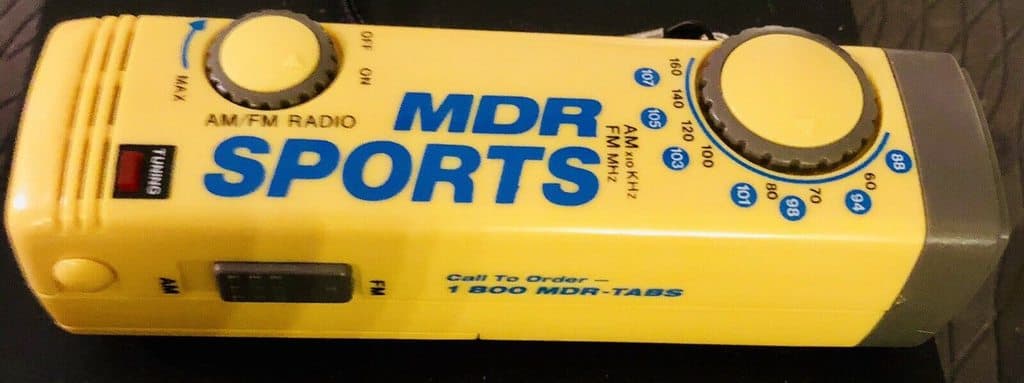 OFF
ON
MAX
AM/FM RADIO
TUNING
MDR
SPORTS
AM x10 KHz
FM MHz
160
140
120
100
80
70
60
107
105
103
101
98
94
88
AM
FM
Call To Order –
1 800 MDR-TABS